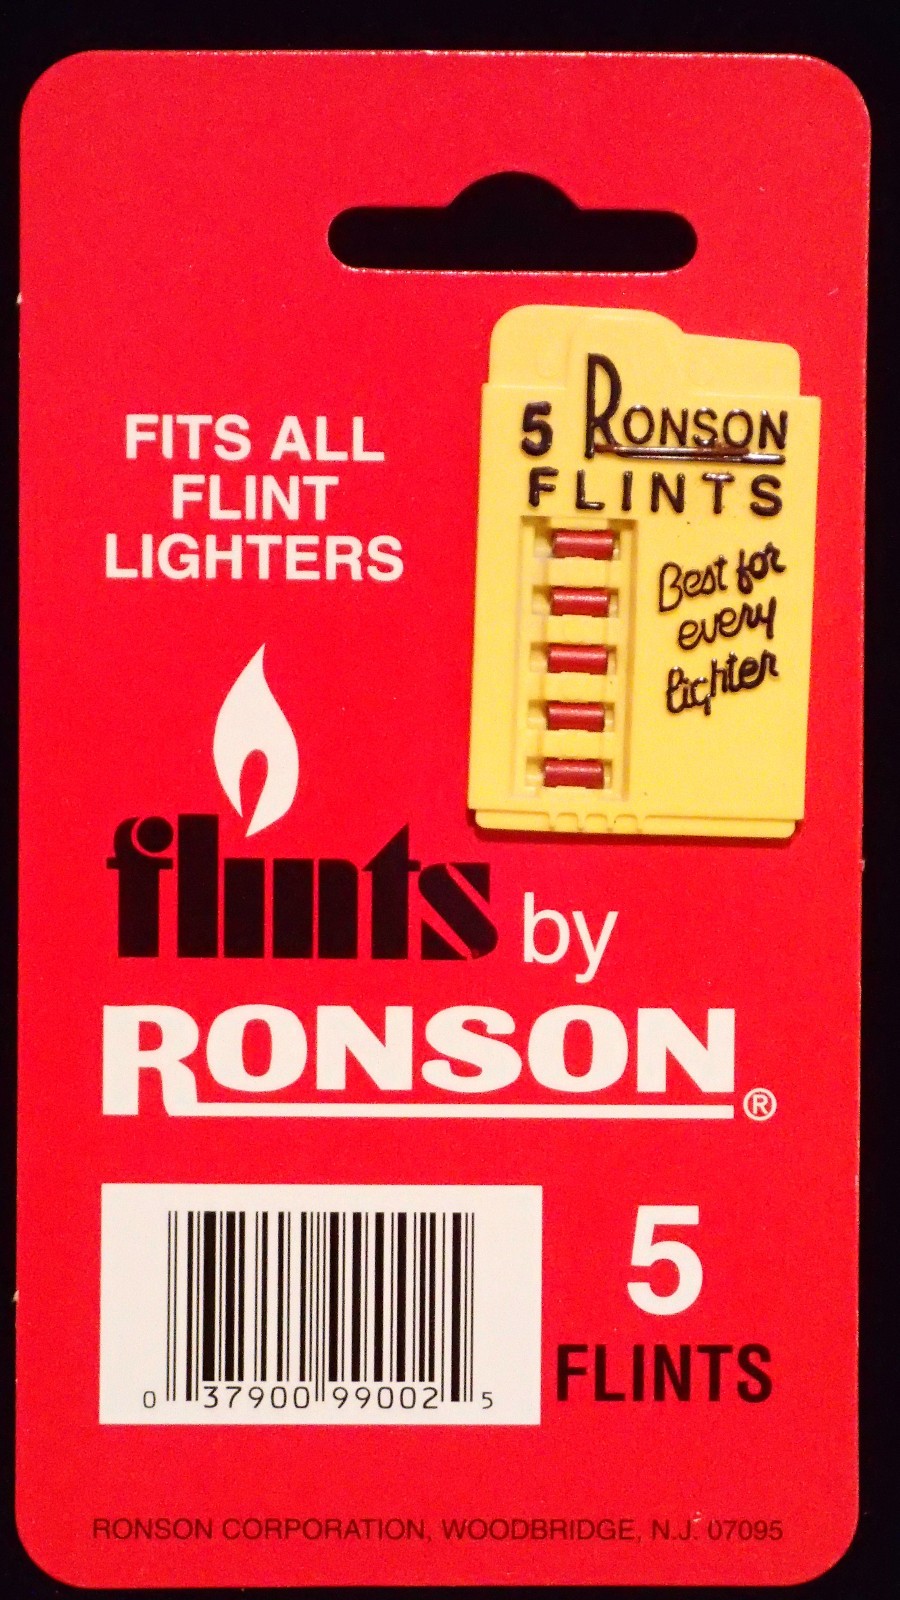 FITS ALL
FLINT
LIGHTERS
5 RONSON
FLINTS
Best for
every
lighter
flints by
RONSON®
0 37900 99002 5
5
FLINTS
RONSON CORPORATION, WOODBRIDGE, N.J. 07095